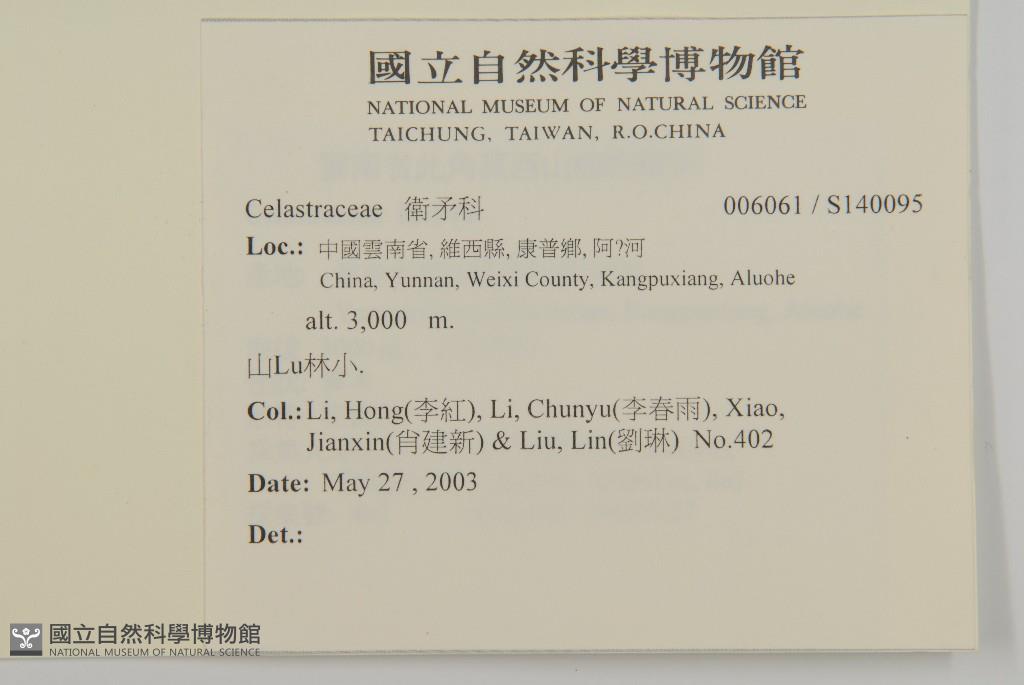 國立自然科學博物館
NATIONAL MUSEUM OF NATURAL SCIENCE
TAICHUNG, TAIWAN, R.O.CHINA
Celastraceae 衛矛科 006061 / S140095
Loc.: 中國雲南省, 維西縣, 康普鄉, 阿?河
China, Yunnan, Weixi County, Kangpuxiang, Aluohe
alt. 3,000 m.
山Lu林小.
Col.: Li, Hong(李紅), Li, Chunyu(李春雨), Xiao,
Jianxin(肖建新) & Liu, Lin(劉琳) No.402
Date: May 27 , 2003
Det.:
國立自然科學博物館
NATIONAL MUSEUM OF NATURAL SCIENCE